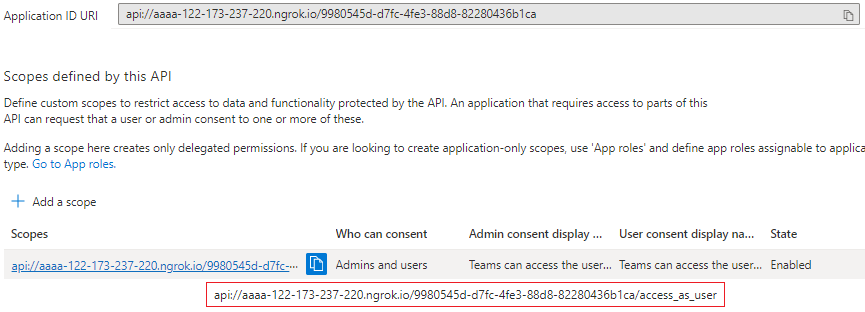 Application ID URI api://aaaa-122-173-237-220.ngrok.io/9980545d-d7fc-4fe3-88d8-82280436b1ca
Scopes defined by this API
Define custom scopes to restrict access to data and functionality protected by the API. An application that requires access to parts of this
API can request that a user or admin consent to one or more of these.
Adding a scope here creates only delegated permissions. If you are looking to create application-only scopes, use 'App roles' and define app roles assignable to applica
type. Go to App roles.
+ Add a scope
Scopes Who can consent Admin consent display ... User consent display na... State
api://aaaa-122-173-237-220.ngrok.io/9980545d-d7fc-... Admins and users Teams can access the user... Teams can access the user... Enabled
api://aaaa-122-173-237-220.ngrok.io/9980545d-d7fc-4fe3-88d8-82280436b1ca/access_as_user